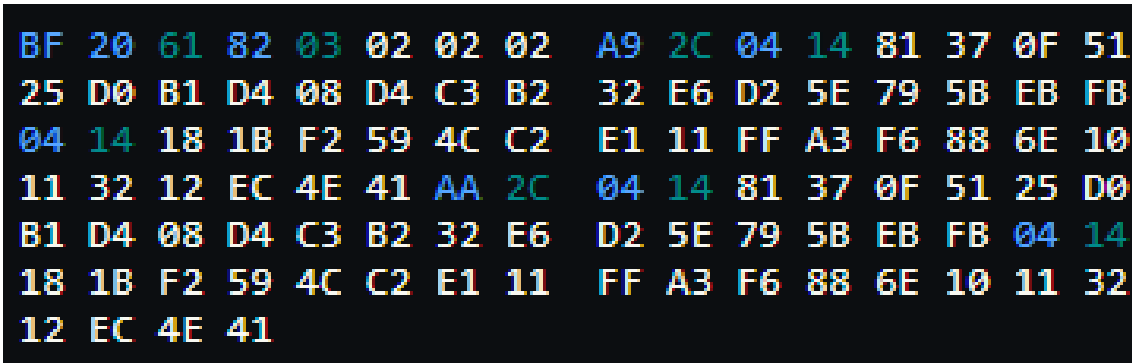 BF 20 61 82 03 02 02 02 A9 2C 04 14 81 37 0F 51
25 D0 B1 D4 08 D4 C3 B2 32 E6 D2 5E 79 5B EB FB
04 14 18 1B F2 59 4C C2 E1 11 FF A3 F6 88 6E 10
11 32 12 EC 4E 41 AA 2C 04 14 81 37 0F 51 25 D0
B1 D4 08 D4 C3 B2 32 E6 D2 5E 79 5B EB FB 04 14
18 1B F2 59 4C C2 E1 11 FF A3 F6 88 6E 10 11 32
12 EC 4E 41